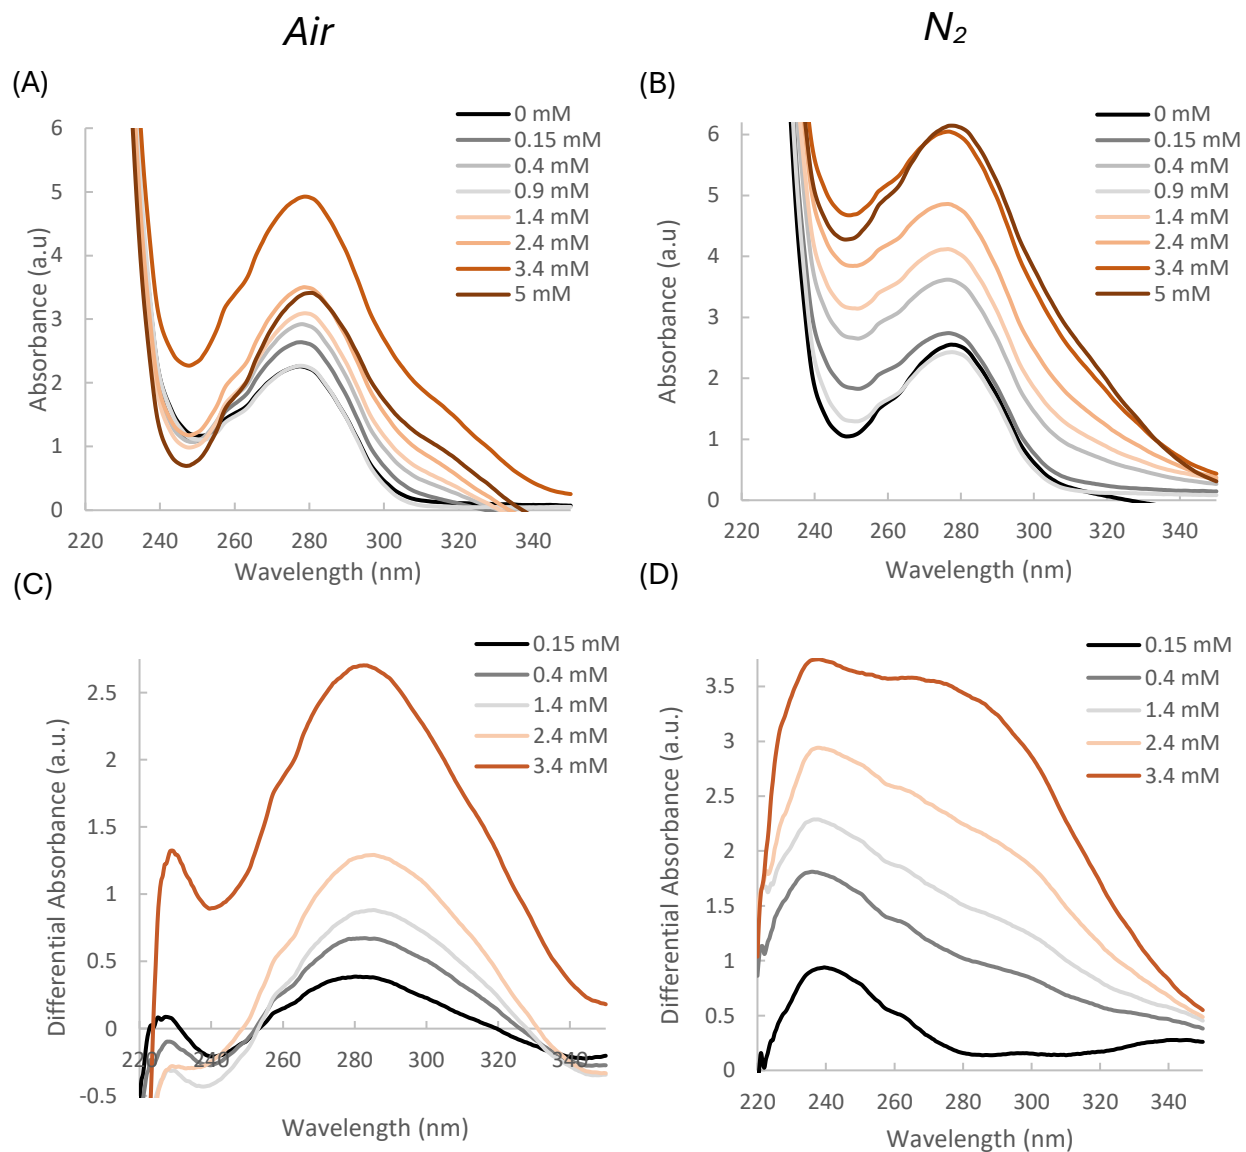 Air
N2
(A)
0 mM
0.15 mM
0.4 mM
0.9 mM
1.4 mM
2.4 mM
3.4 mM
5 mM
Absorbance (a.u)
6
5
4
3
2
1
0
220 240 260 280 300 320 340
Wavelength (nm)
(B)
0 mM
0.15 mM
0.4 mM
0.9 mM
1.4 mM
2.4 mM
3.4 mM
5 mM
Absorbance (a.u)
6
5
4
3
2
1
0
220 240 260 280 300 320 340
Wavelength (nm)
(C)
0.15 mM
0.4 mM
1.4 mM
2.4 mM
3.4 mM
Differential Absorbance (a.u.)
2.5
2
1.5
1
0.5
0
-0.5
220 240 260 280 300 320 340
Wavelength (nm)
(D)
0.15 mM
0.4 mM
1.4 mM
2.4 mM
3.4 mM
Differential Absorbance (a.u.)
3.5
3
2.5
2
1.5
1
0.5
0
220 240 260 280 300 320 340
Wavelength (nm)